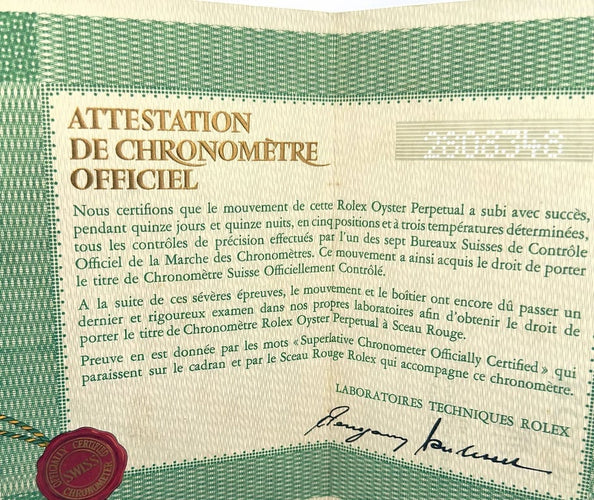 ATTESTATION
DE CHRONOMÈTRE
OFFICIEL
Nous certifions que le mouvement de cette Rolex Oyster Perpetual a subi avec succès,
pendant quinze jours et quinze nuits, en cinq positions et à trois températures déterminées,
tous les contrôles de précision effectués par l'un des sept Bureaux Suisses de Contrôle
Officiel de la Marche des Chronomètres. Ce mouvement a ainsi acquis le droit de porter
le titre de Chronomètre Suisse Officiellement Contrôlé.
A la suite de ces sévères épreuves, le mouvement et le boîtier ont encore dû passer un
dernier et rigoureux examen dans nos propres laboratoires afin d'obtenir le droit de
porter le titre de Chronomètre Rolex Oyster Perpetual à Sceau Rouge.
Preuve en est donnée par les mots « Superlative Chronometer Officially Certified » qui
paraissent sur le cadran et par le Sceau Rouge Rolex qui accompagne ce chronomètre.
LABORATOIRES TECHNIQUES ROLEX
OFFICIALLY CERTIFIED
SWISS
CHRONOMETER